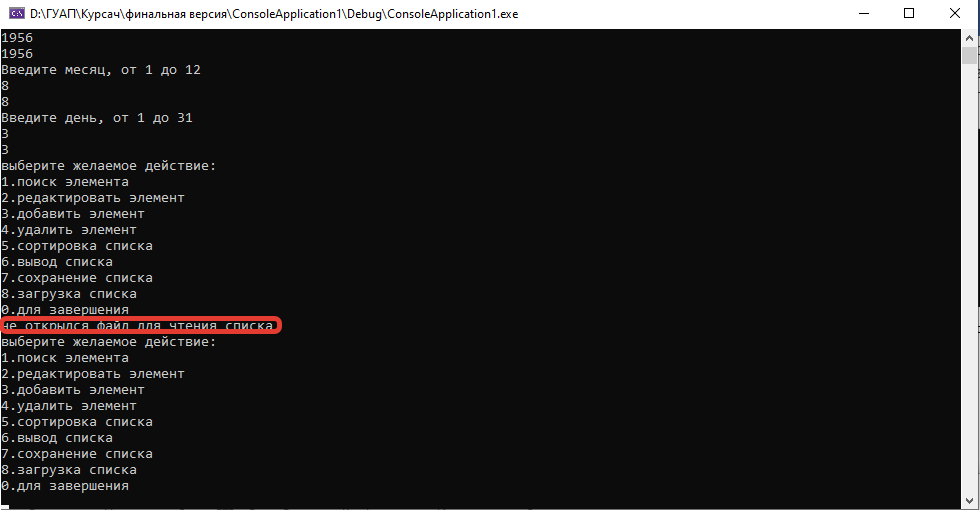 D:\ГУАП\Курсач\финальная версия\ConsoleApplication1\Debug\ConsoleApplication1.exe
1956
1956
Введите месяц, от 1 до 12
8
8
Введите день, от 1 до 31
3
3
выберите желаемое действие:
1.поиск элемента
2.редактировать элемент
3.добавить элемент
4.удалить элемент
5.сортировка списка
6.вывод списка
7.сохранение списка
8.загрузка списка
0.для завершения
не открылся файл для чтения списка
выберите желаемое действие:
1.поиск элемента
2.редактировать элемент
3.добавить элемент
4.удалить элемент
5.сортировка списка
6.вывод списка
7.сохранение списка
8.загрузка списка
0.для завершения